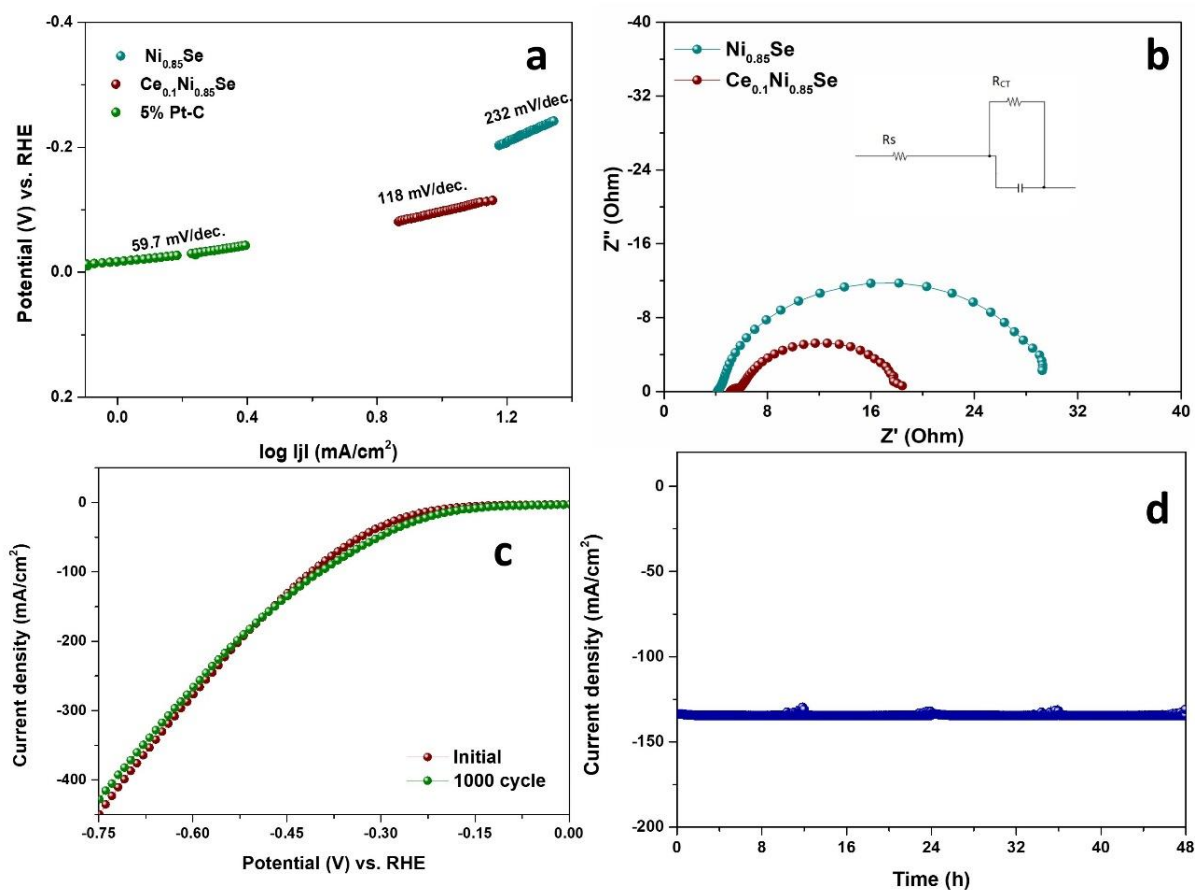 a
-0.4
-0.2
0.0
0.2
Potential (V) vs. RHE
Ni0.85Se
Ce0.1Ni0.85Se
5% Pt-C
232 mV/dec.
118 mV/dec.
59.7 mV/dec.
0.0 0.4 0.8 1.2
log IjI (mA/cm2)
b
-40
-32
-24
-16
-8
0
Z'' (Ohm)
Ni0.85Se
Ce0.1Ni0.85Se
RCT
Rs
8 16 24 32 40
Z' (Ohm)
c
0
-100
-200
-300
-400
Current density (mA/cm2)
Initial
1000 cycle
-0.75 -0.60 -0.45 -0.30 -0.15 0.00
Potential (V) vs. RHE
d
0
-50
-100
-150
-200
Current density (mA/cm2)
0 12 24 36 48
Time (h)